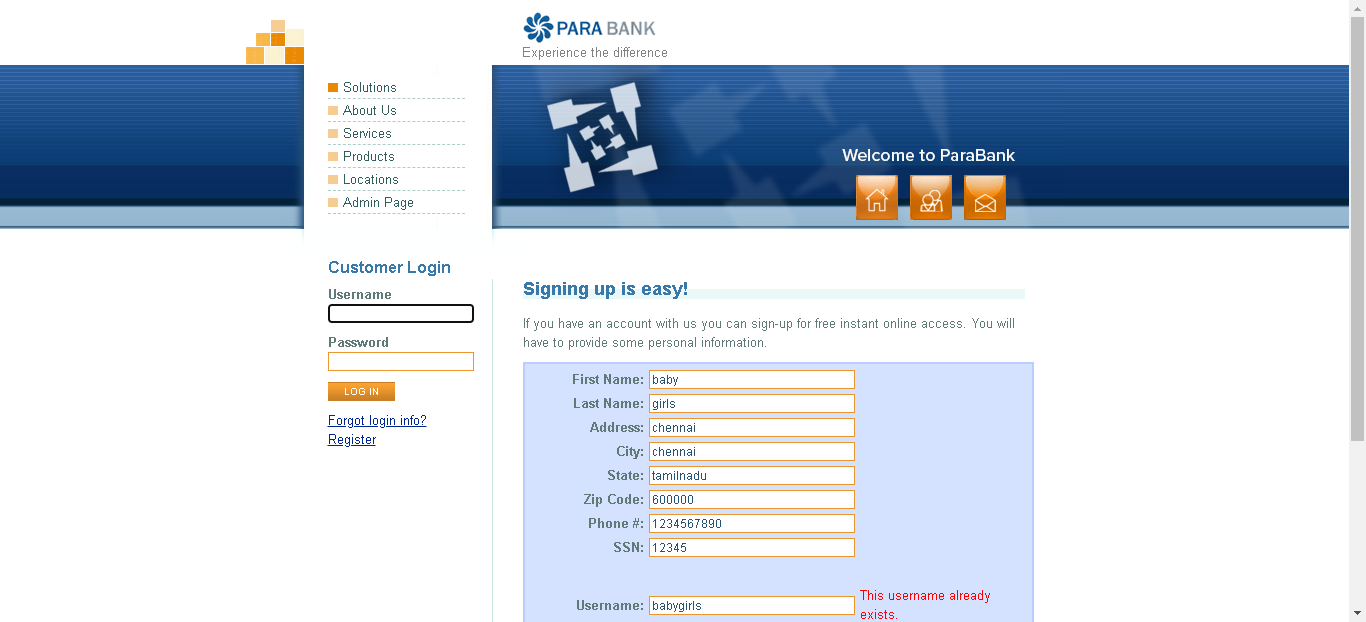 PARA BANK
Experience the difference
Solutions
About Us
Services
Products
Locations
Admin Page
Welcome to ParaBank
Customer Login
Username
Password
LOG IN
Forgot login info?
Register
Signing up is easy!
If you have an account with us you can sign-up for free instant online access. You will
have to provide some personal information.
First Name: baby
Last Name: girls
Address: chennai
City: chennai
State: tamilnadu
Zip Code: 600000
Phone #: 1234567890
SSN: 12345
Username: babygirls This username already
exists.